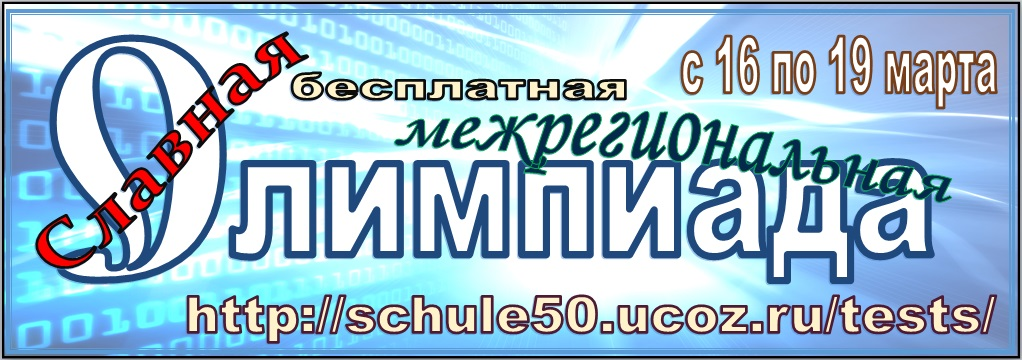 Славная
бесплатная
с 16 по 19 марта
межрегиональная
Олимпиада
http://schule50.ucoz.ru/tests/